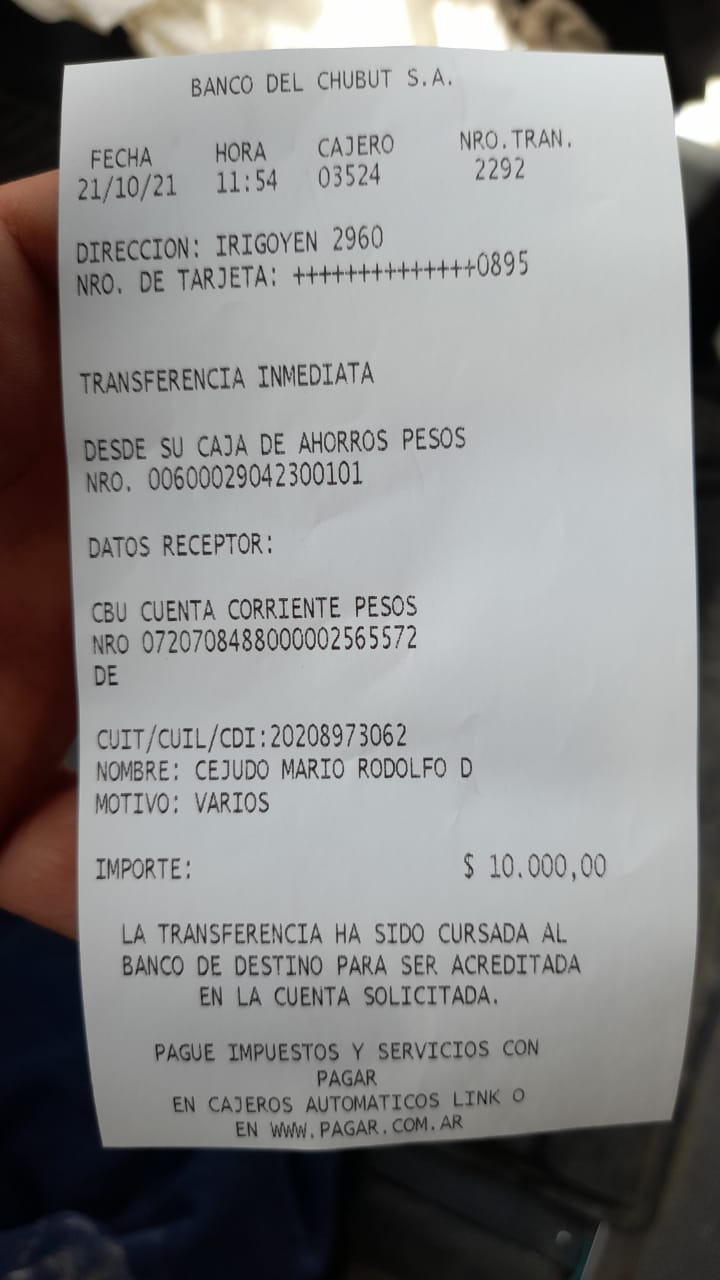 BANCO DEL CHUBUT S.A.
FECHA HORA CAJERO NRO.TRAN.
21/10/21 11:54 03524 2292
DIRECCION: IRIGOYEN 2960
NRO. DE TARJETA: +++++++++++++++0895
TRANSFERENCIA INMEDIATA
DESDE SU CAJA DE AHORROS PESOS
NRO. 00600029042300101
DATOS RECEPTOR:
CBU CUENTA CORRIENTE PESOS
NRO 0720708488000002565572
DE
CUIT/CUIL/CDI:20208973062
NOMBRE: CEJUDO MARIO RODOLFO D
MOTIVO: VARIOS
IMPORTE: $ 10.000,00
LA TRANSFERENCIA HA SIDO CURSADA AL
BANCO DE DESTINO PARA SER ACREDITADA
EN LA CUENTA SOLICITADA.
PAGUE IMPUESTOS Y SERVICIOS CON
PAGAR
EN CAJEROS AUTOMATICOS LINK O
EN WWW.PAGAR.COM.AR